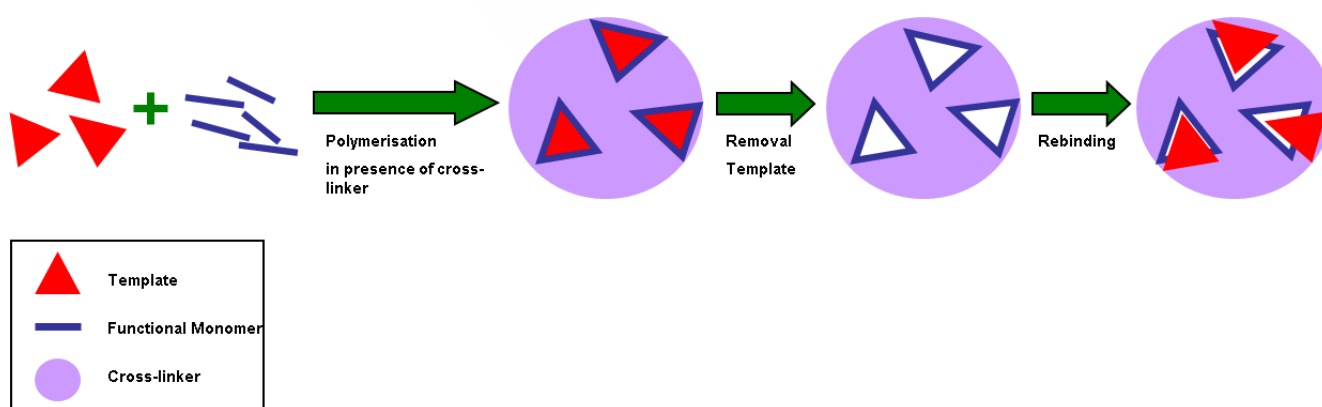 Polymerisation
in presence of cross-
linker
Removal
Template
Rebinding
Template
Functional Monomer
Cross-linker